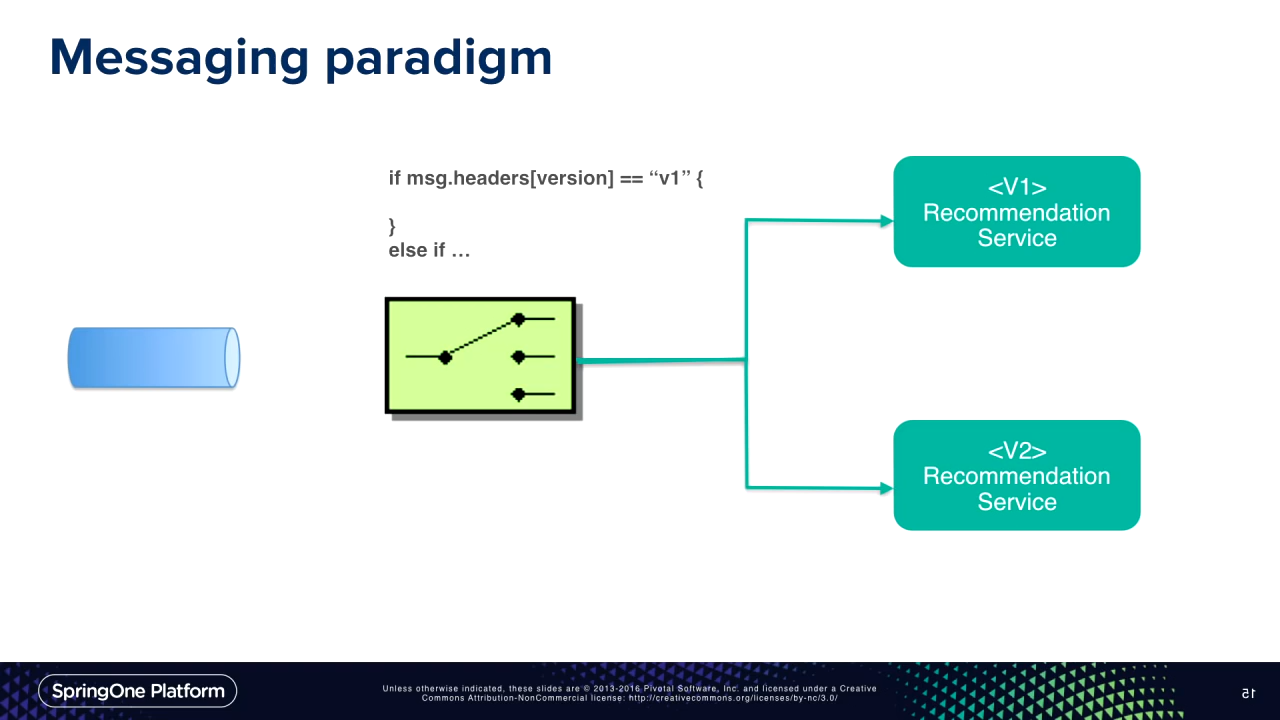 Messaging paradigm
if msg.headers[version] == “v1” {
}
else if …
<V1>
Recommendation
Service
<V2>
Recommendation
Service
SpringOne Platform
Unless otherwise indicated, these slides are © 2013-2016 Pivotal Software, Inc. and licensed under a Creative
Commons Attribution-NonCommercial license: http://creativecommons.org/licenses/by-nc/3.0/
15